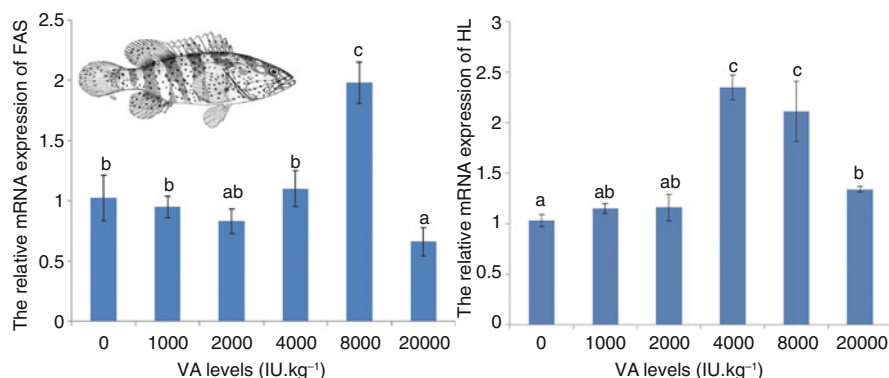 The relative mRNA expression of FAS
2.5
2
1.5
1
0.5
0
b
b
ab
b
c
a
0 1000 2000 4000 8000 20000
VA levels (IU.kg⁻¹)
The relative mRNA expression of HL
3
2.5
2
1.5
1
0.5
0
a
ab
ab
c
c
b
0 1000 2000 4000 8000 20000
VA levels (IU.kg⁻¹)